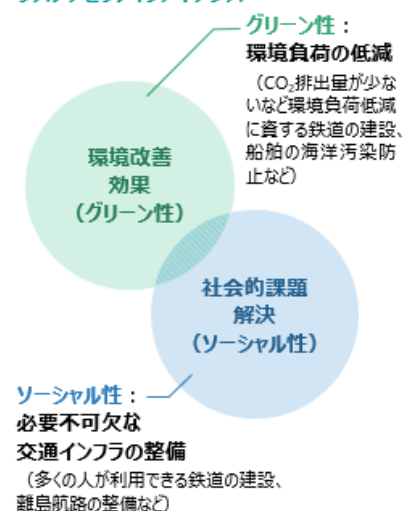 グリーン性：
環境負荷の低減
（CO₂排出量が少な
いなど環境負荷低減
に資する鉄道の建設、
船舶の海洋汚染防
止など）
環境改善
効果
（グリーン性）
社会的課題
解決
（ソーシャル性）
ソーシャル性：
必要不可欠な
交通インフラの整備
（多くの人が利用できる鉄道の建設、
離島航路の整備など）